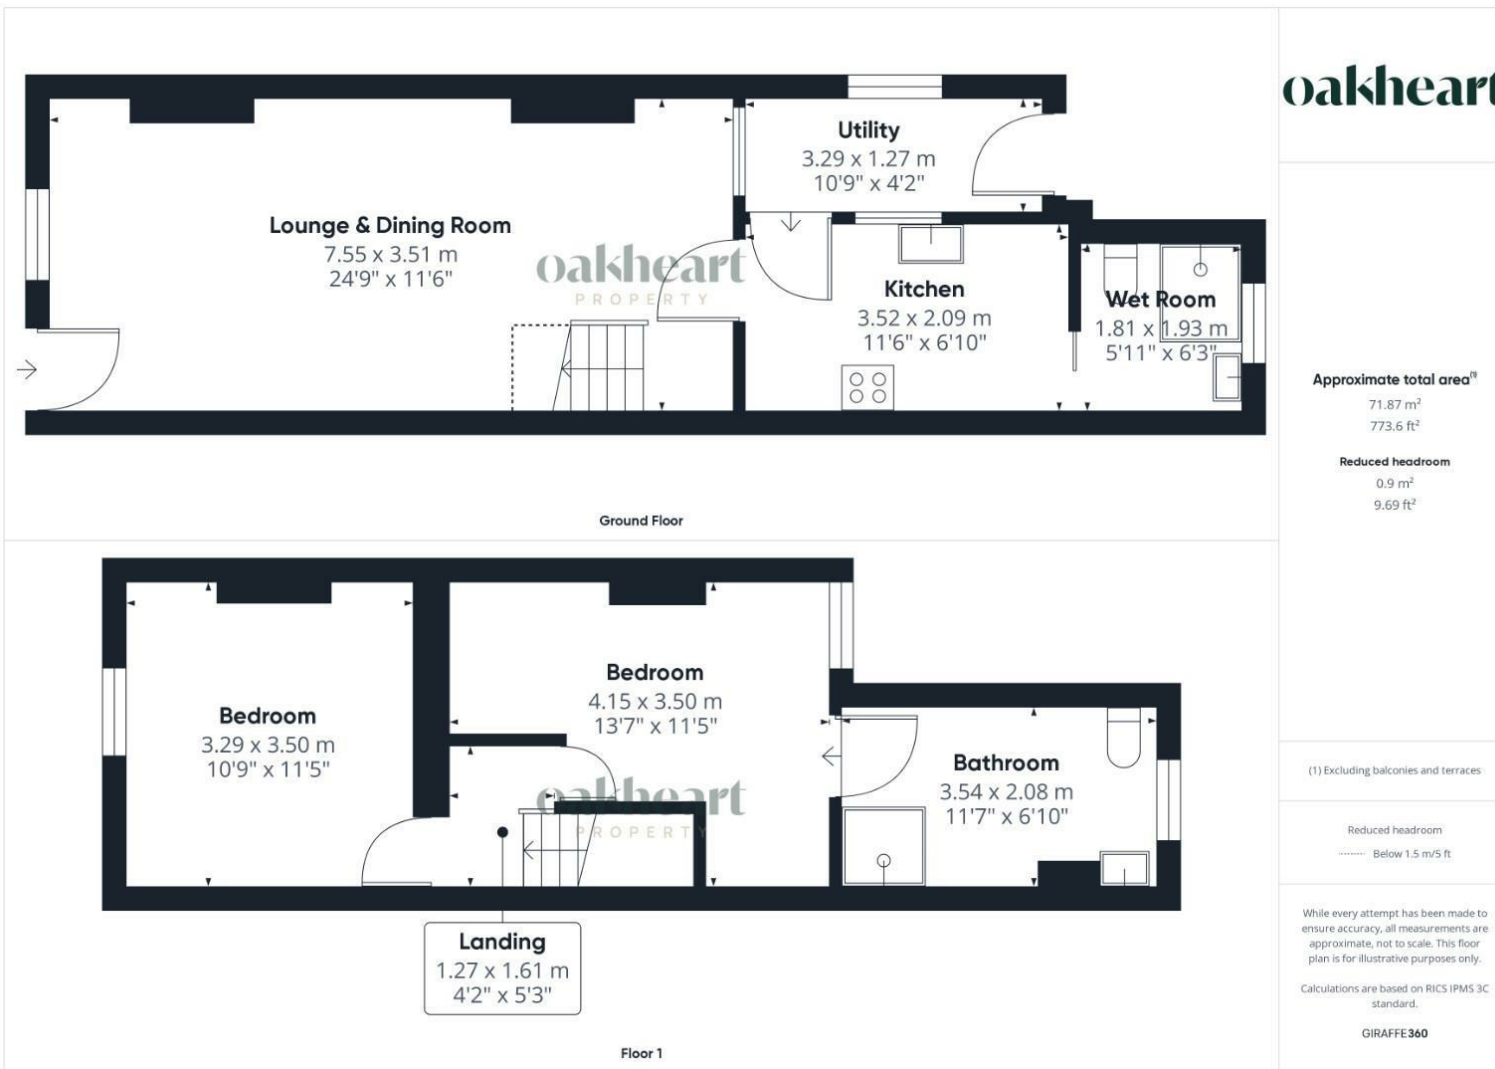 Utility
3.29 x 1.27 m
10'9" x 4'2"
Lounge & Dining Room
7.55 x 3.51 m
24'9" x 11'6"
oakheart
PROPERTY
Kitchen
3.52 x 2.09 m
11'6" x 6'10"
Wet Room
1.81 x 1.93 m
5'11" x 6'3"
Ground Floor
Bedroom
3.29 x 3.50 m
10'9" x 11'5"
Bedroom
4.15 x 3.50 m
13'7" x 11'5"
oakheart
PROPERTY
Bathroom
3.54 x 2.08 m
11'7" x 6'10"
Landing
1.27 x 1.61 m
4'2" x 5'3"
Floor 1
oakheart
Approximate total area(1)
71.87 m²
773.6 ft²
Reduced headroom
0.9 m²
9.69 ft²
(1) Excluding balconies and terraces
Reduced headroom
Below 1.5 m/5 ft
While every attempt has been made to
ensure accuracy, all measurements are
approximate, not to scale. This floor
plan is for illustrative purposes only.
Calculations are based on RICS IPMS 3C
standard.
GIRAFFE360